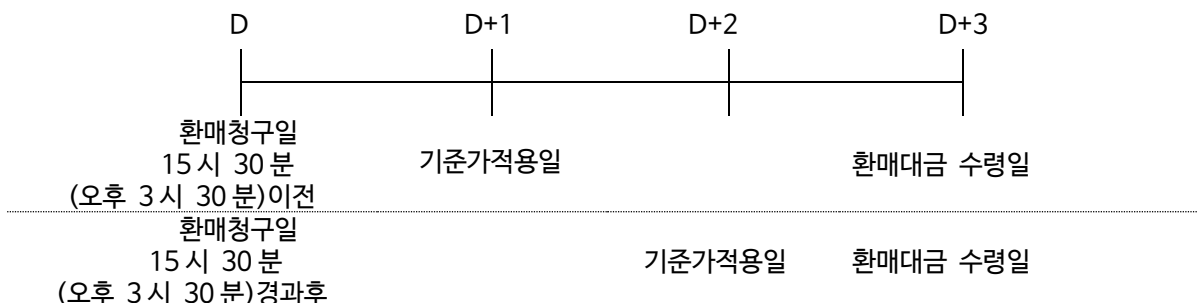 D D+1 D+2 D+3
환매청구일
15시 30분
(오후 3시 30분)이전
기준가적용일 환매대금 수령일
환매청구일
15시 30분
(오후 3시 30분)경과후
기준가적용일 환매대금 수령일